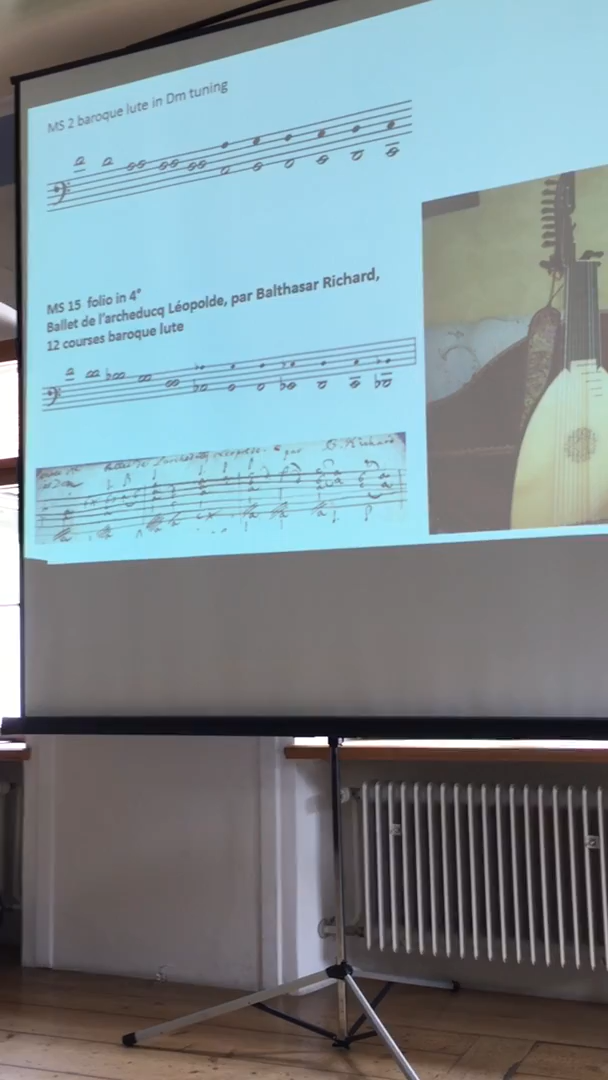 MS 2 baroque lute in Dm tuning
MS 15 folio in 4°
Ballet de l'archeducq Léopolde, par Balthasar Richard,
12 courses baroque lute